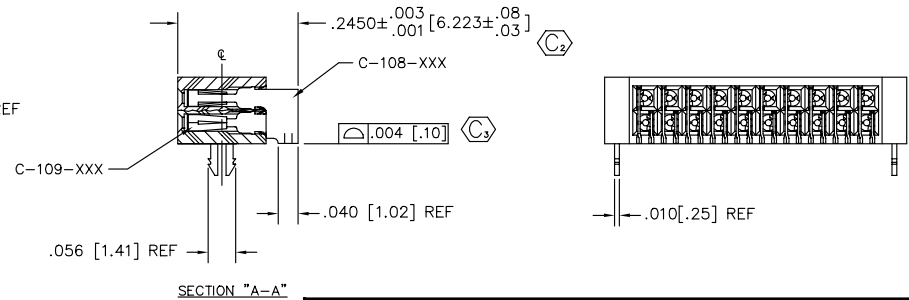 .2450±.003 .001 [6.223±.08 .03]
C2
℄
C-108-XXX
REF
.004 [.10]
C3
C-109-XXX
.040 [1.02] REF
.010[.25] REF
.056 [1.41] REF
SECTION "A-A"